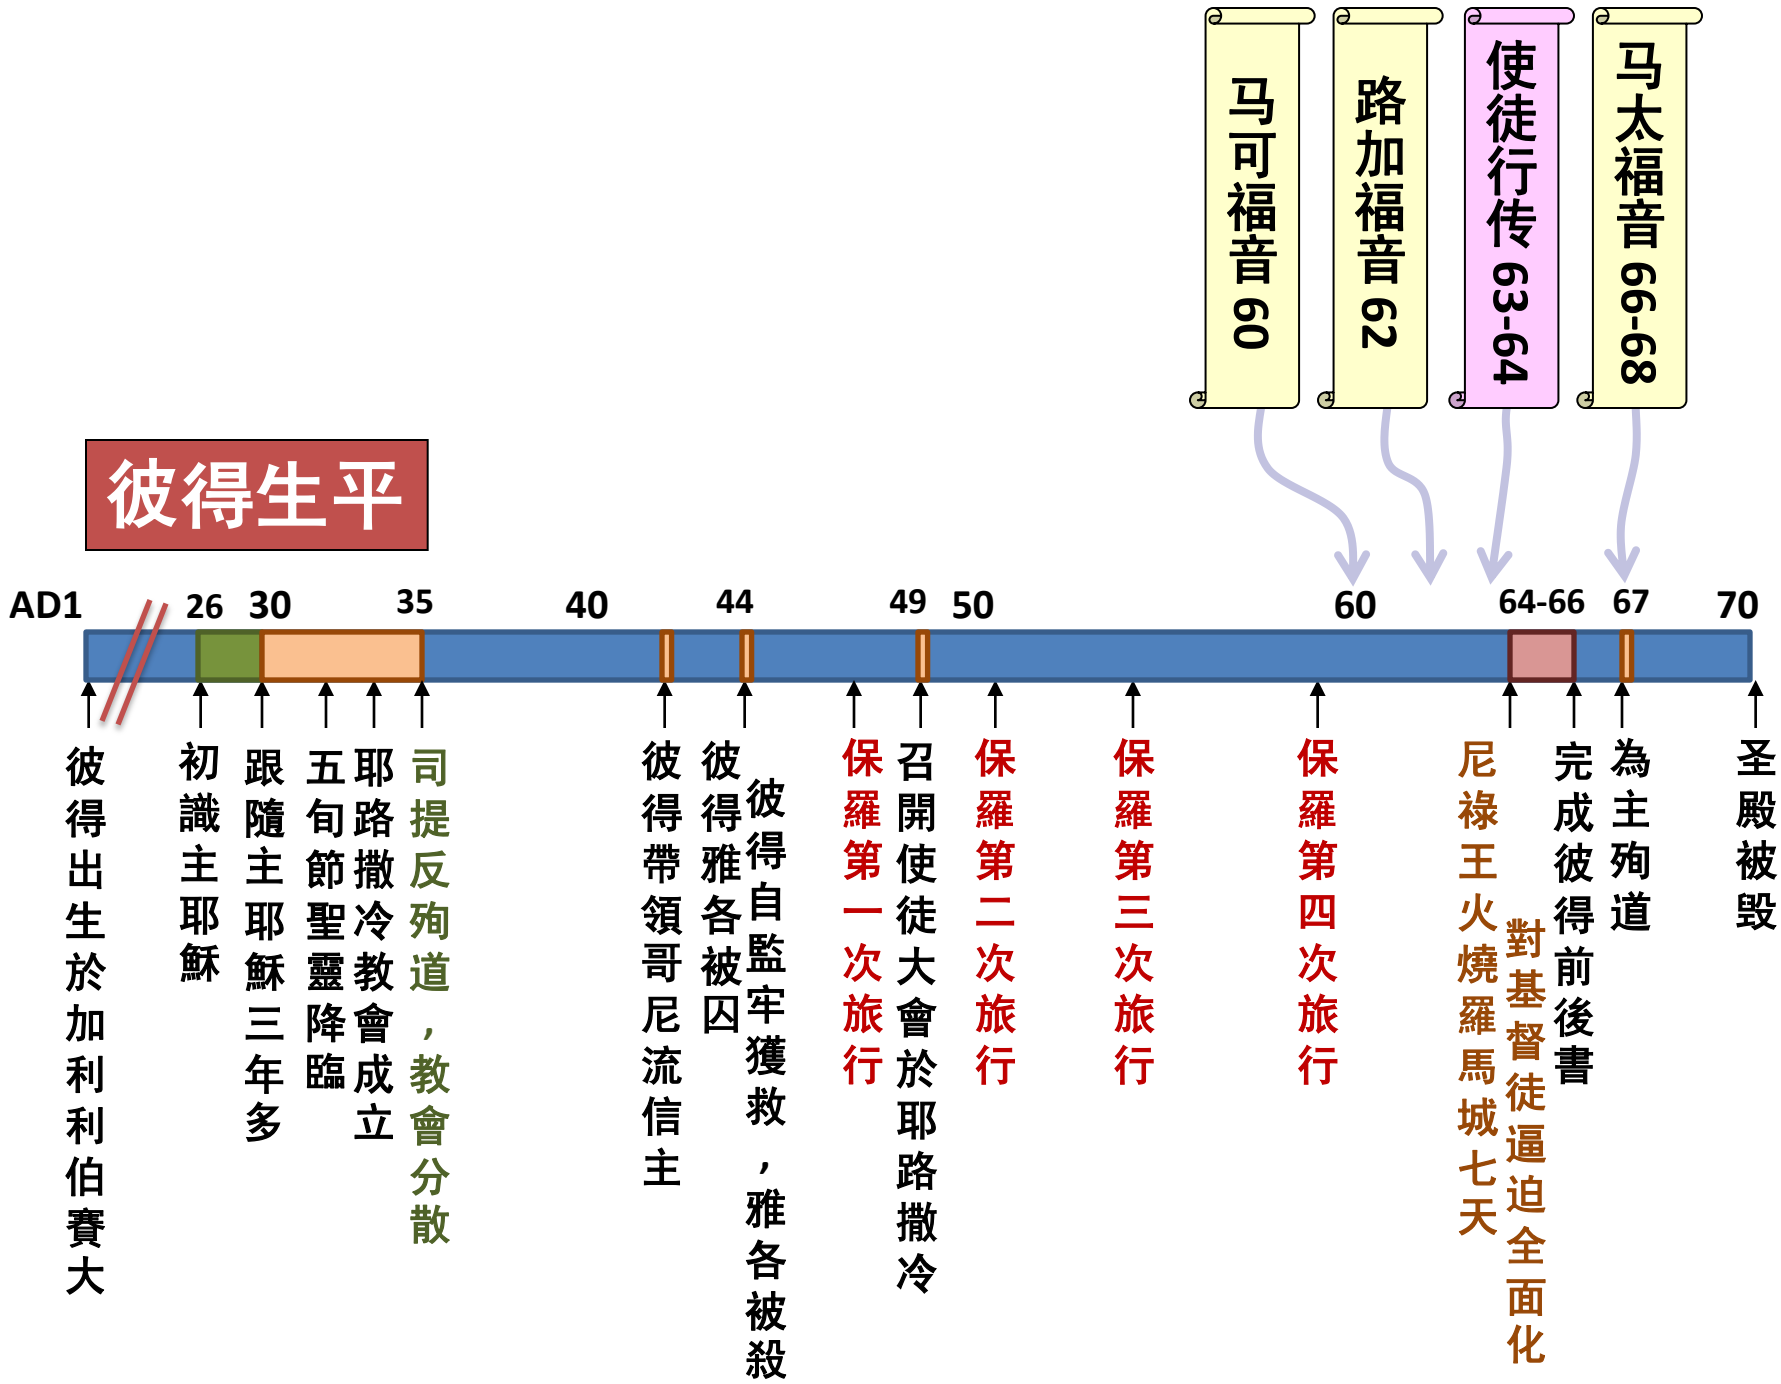 马可福音 60
路加福音 62
使徒行传 63-64
马太福音 66-68
彼得生平
AD1
26
30
35
40
44
49
50
60
64-66
67
70
彼得出生於加利利伯賽大
初識主耶穌
跟隨主耶穌三年多
五旬節聖靈降臨
耶路撒冷教會成立
司提反殉道,教會分散
彼得帶領哥尼流信主
彼得雅各被囚
彼得自監牢獲救,雅各被殺
保羅第一次旅行
召開使徒大會於耶路撒冷
保羅第二次旅行
保羅第三次旅行
保羅第四次旅行
尼祿王火燒羅馬城七天
對基督徒逼迫全面化
完成彼得前後書
為主殉道
圣殿被毁